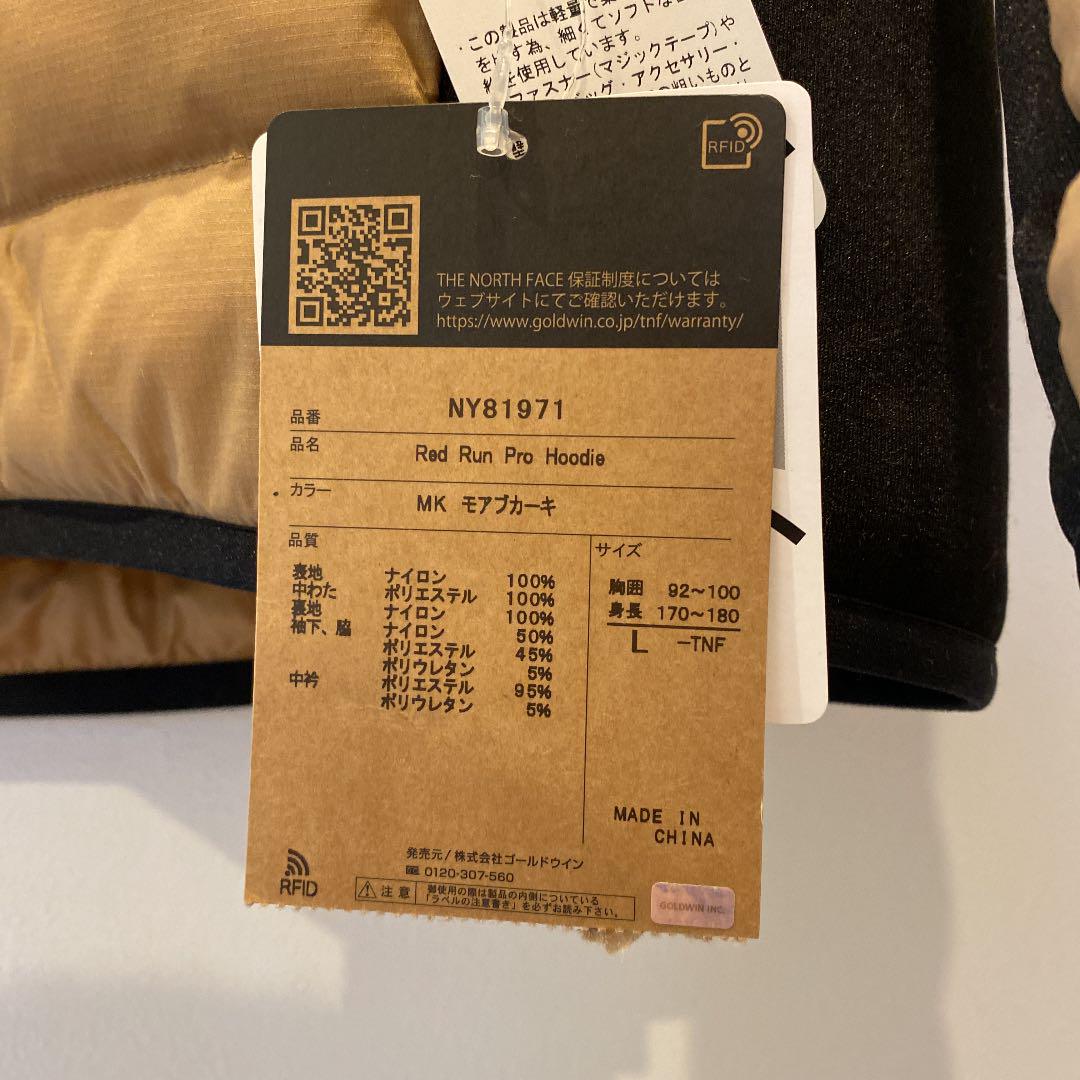 ・この製品は軽量で柔
を出す為、細くてソフトな
を使用しています。
ファスナー(マジックテープ)や
バッグ・アクセサリー・
の粗いものと
RFID
THE NORTH FACE 保証制度については
ウェブサイトにてご確認いただけます。
https://www.goldwin.co.jp/tnf/warranty/
品番 NY81971
品名 Red Run Pro Hoodie
カラー MK モアブカーキ
品質
表地 ナイロン 100%
中わた ポリエステル 100%
裏地 ナイロン 100%
袖下、脇 ナイロン 50%
ポリエステル 45%
ポリウレタン 5%
中衿 ポリエステル 95%
ポリウレタン 5%
サイズ
胸囲 92~100
身長 170~180
L -TNF
MADE IN
CHINA
RFID
発売元/株式会社ゴールドウイン
0120-307-560
注意
御使用の際は製品の内側についている
「ラベルの注意書き」を必ずお読み下さい。
GOLDWIN INC.